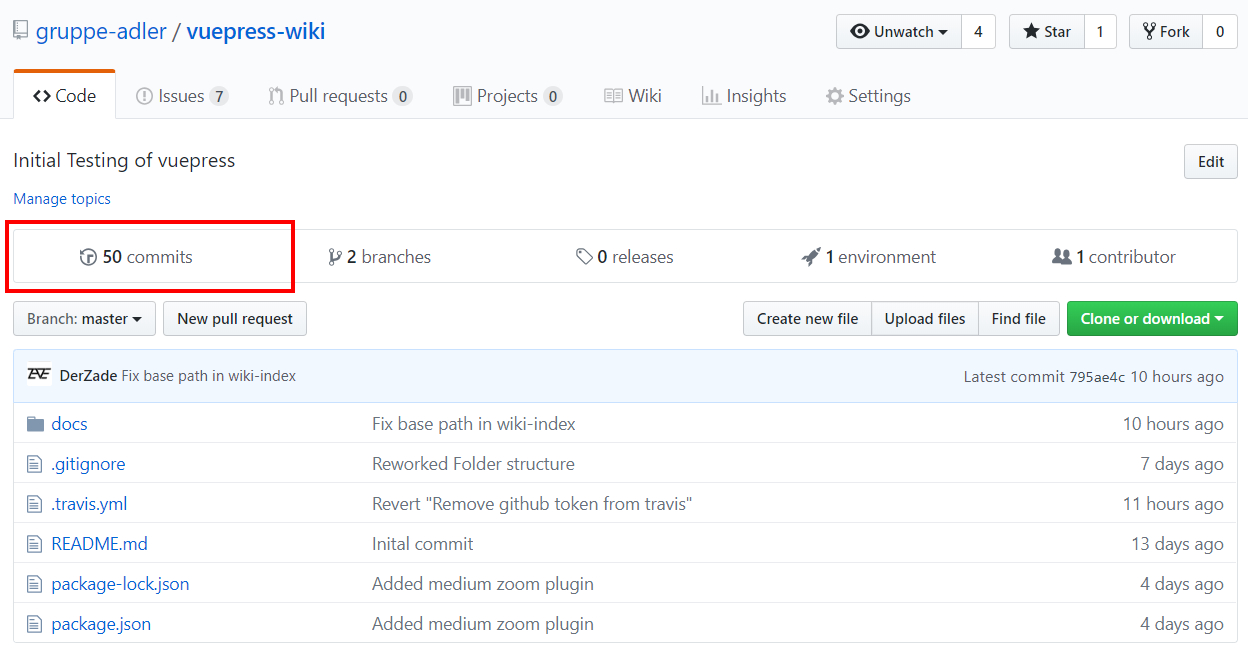 gruppe-adler / vuepress-wiki
Unwatch 4 Star 1 Fork 0
Code Issues 7 Pull requests 0 Projects 0 Wiki Insights Settings
Initial Testing of vuepress Edit
Manage topics
50 commits 2 branches 0 releases 1 environment 1 contributor
Branch: master New pull request Create new file Upload files Find file Clone or download
DerZade Fix base path in wiki-index Latest commit 795ae4c 10 hours ago
docs Fix base path in wiki-index 10 hours ago
.gitignore Reworked Folder structure 7 days ago
.travis.yml Revert "Remove github token from travis" 11 hours ago
README.md Inital commit 13 days ago
package-lock.json Added medium zoom plugin 4 days ago
package.json Added medium zoom plugin 4 days ago